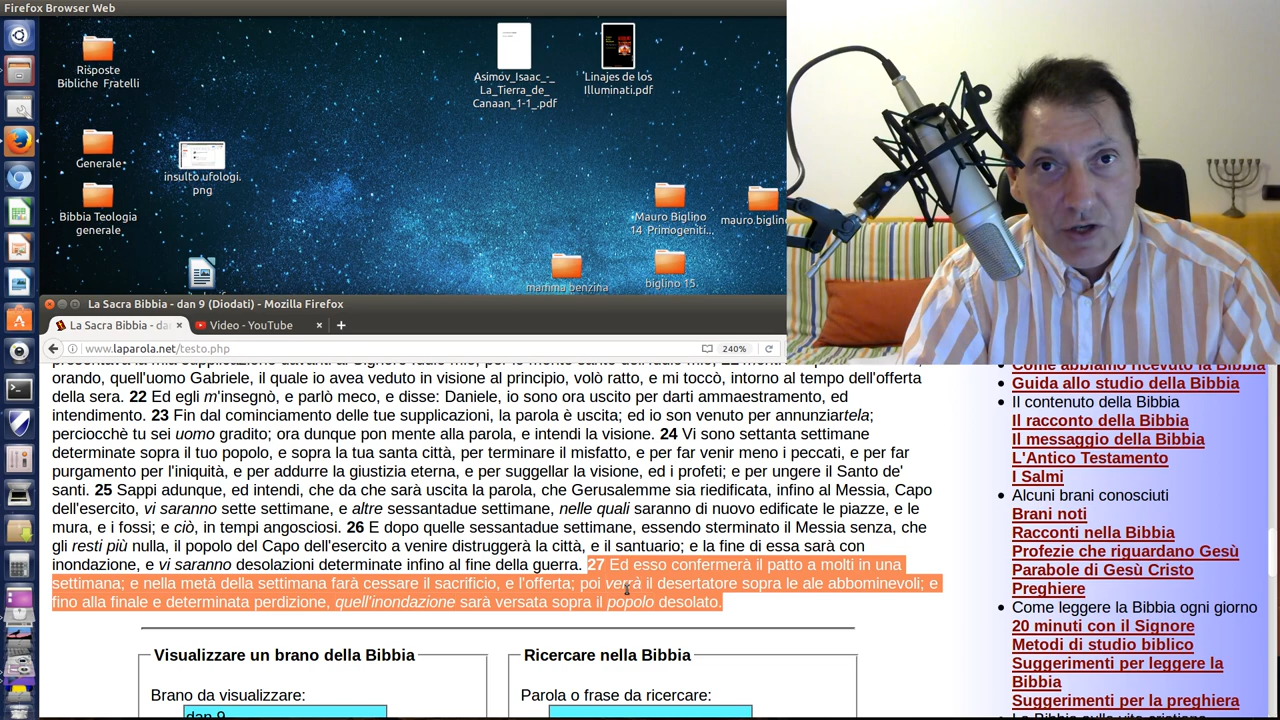 Firefox Browser Web
Risposte
Bibliche Fratelli
Generale
Bibbia Teologia
generale
insulto.ufologi.
png
Asimov_Isaac_-_
La_Tierra_de_
Canaan_1-1_.pdf
Linajes de los
Illuminati.pdf
Mauro Biglino
14 Primogeniti...
mauro.biglino
mamma benzina
biglino 15.
La Sacra Bibbia - dan 9 (Diodati) - Mozilla Firefox
La Sacra Bibbia - da
Video - YouTube
www.laparola.net/testo.php
240%
orando, quell'uomo Gabriele, il quale io avea veduto in visione al principio, volò ratto, e mi toccò, intorno al tempo dell'offerta
della sera. 22 Ed egli m'insegnò, e parlò meco, e disse: Daniele, io sono ora uscito per darti ammaestramento, ed
intendimento. 23 Fin dal cominciamento delle tue supplicazioni, la parola è uscita; ed io son venuto per annunziartela;
perciocchè tu sei uomo gradito; ora dunque pon mente alla parola, e intendi la visione. 24 Vi sono settanta settimane
determinate sopra il tuo popolo, e sopra la tua santa città, per terminare il misfatto, e per far venir meno i peccati, e per far
purgamento per l'iniquità, e per addurre la giustizia eterna, e per suggellar la visione, ed i profeti; e per ungere il Santo de'
santi. 25 Sappi adunque, ed intendi, che da che sarà uscita la parola, che Gerusalemme sia riedificata, infino al Messia, Capo
dell'esercito, vi saranno sette settimane, e altre sessantadue settimane, nelle quali saranno di nuovo edificate le piazze, e le
mura, e i fossi; e ciò, in tempi angosciosi. 26 E dopo quelle sessantadue settimane, essendo sterminato il Messia senza, che
gli resti più nulla, il popolo del Capo dell'esercito a venire distruggerà la città, e il santuario; e la fine di essa sarà con
inondazione, e vi saranno desolazioni determinate infino al fine della guerra. 27 Ed esso confermerà il patto a molti in una
settimana; e nella metà della settimana farà cessare il sacrificio, e l'offerta; poi verrà il desertatore sopra le ale abbominevoli; e
fino alla finale e determinata perdizione, quell'inondazione sarà versata sopra il popolo desolato.
Visualizzare un brano della Bibbia
Brano da visualizzare:
dan 9
Ricercare nella Bibbia
Parola o frase da ricercare:
Come abbiamo ricevuto la Bibbia
Guida allo studio della Bibbia
Il contenuto della Bibbia
Il racconto della Bibbia
Il messaggio della Bibbia
L'Antico Testamento
I Salmi
Alcuni brani conosciuti
Brani noti
Racconti nella Bibbia
Profezie che riguardano Gesù
Parabole di Gesù Cristo
Preghiere
Come leggere la Bibbia ogni giorno
20 minuti con il Signore
Metodi di studio biblico
Suggerimenti per leggere la
Bibbia
Suggerimenti per la preghiera